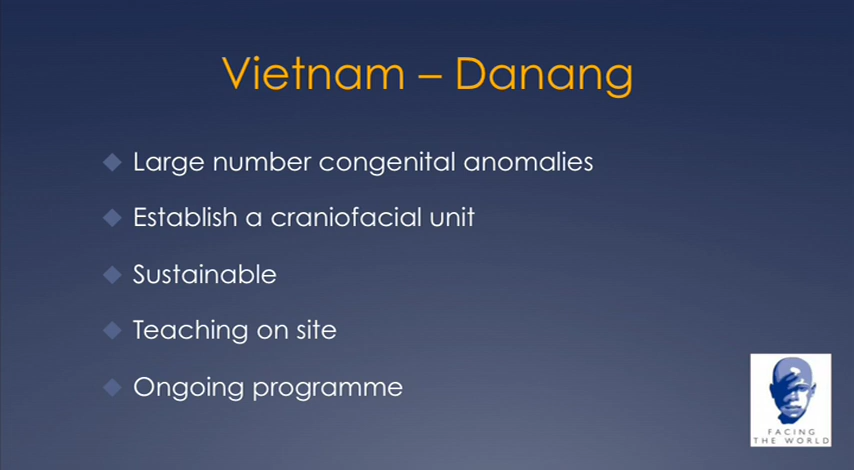 Vietnam – Danang
Large number congenital anomalies
Establish a craniofacial unit
Sustainable
Teaching on site
Ongoing programme
FACING
THE WORLD